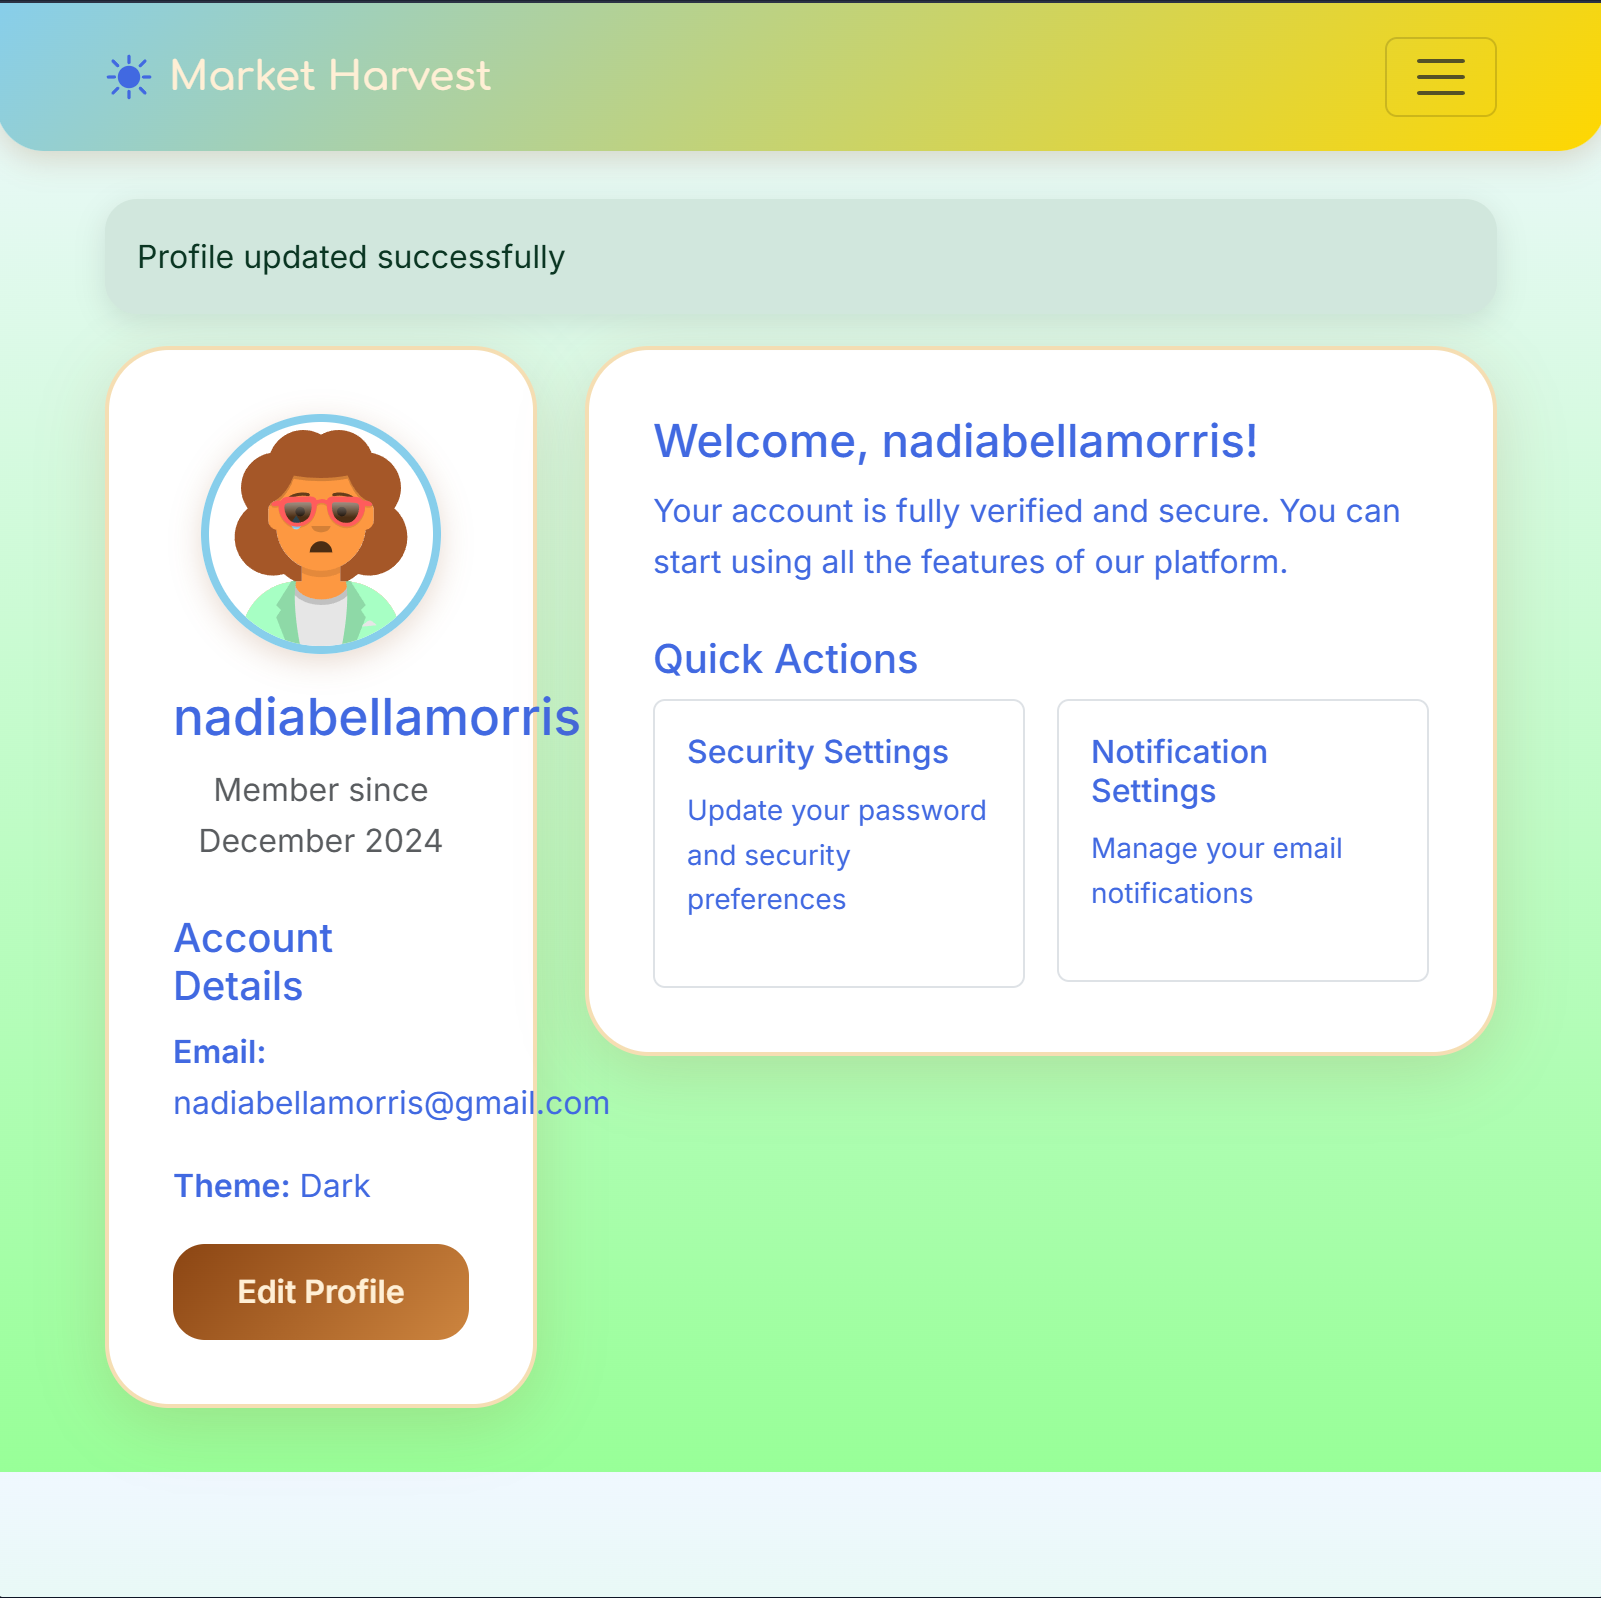 Market Harvest
Profile updated successfully
nadiabellamorris
Member since
December 2024
Account
Details
Email:
nadiabellamorris@gmail.com
Theme: Dark
Edit Profile
Welcome, nadiabellamorris!
Your account is fully verified and secure. You can
start using all the features of our platform.
Quick Actions
Security Settings
Update your password
and security
preferences
Notification
Settings
Manage your email
notifications